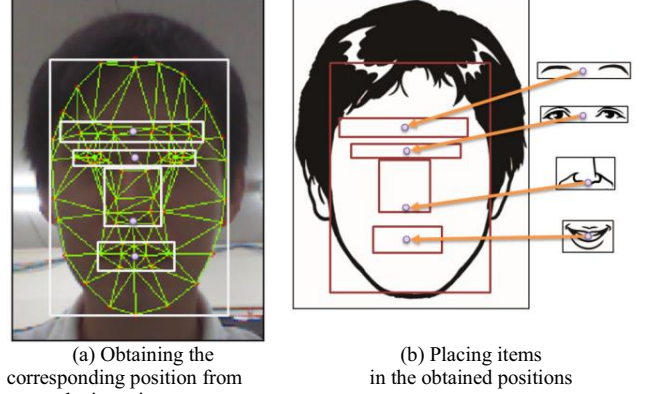 (a) Obtaining the
corresponding position from
(b) Placing items
in the obtained positions